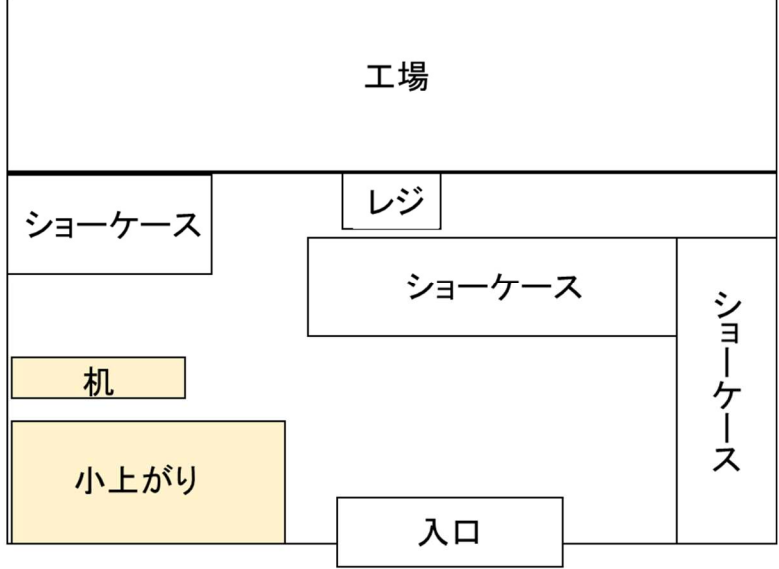 工場
レジ
ショーケース
ショーケース
ショーケース
机
小上がり
入口